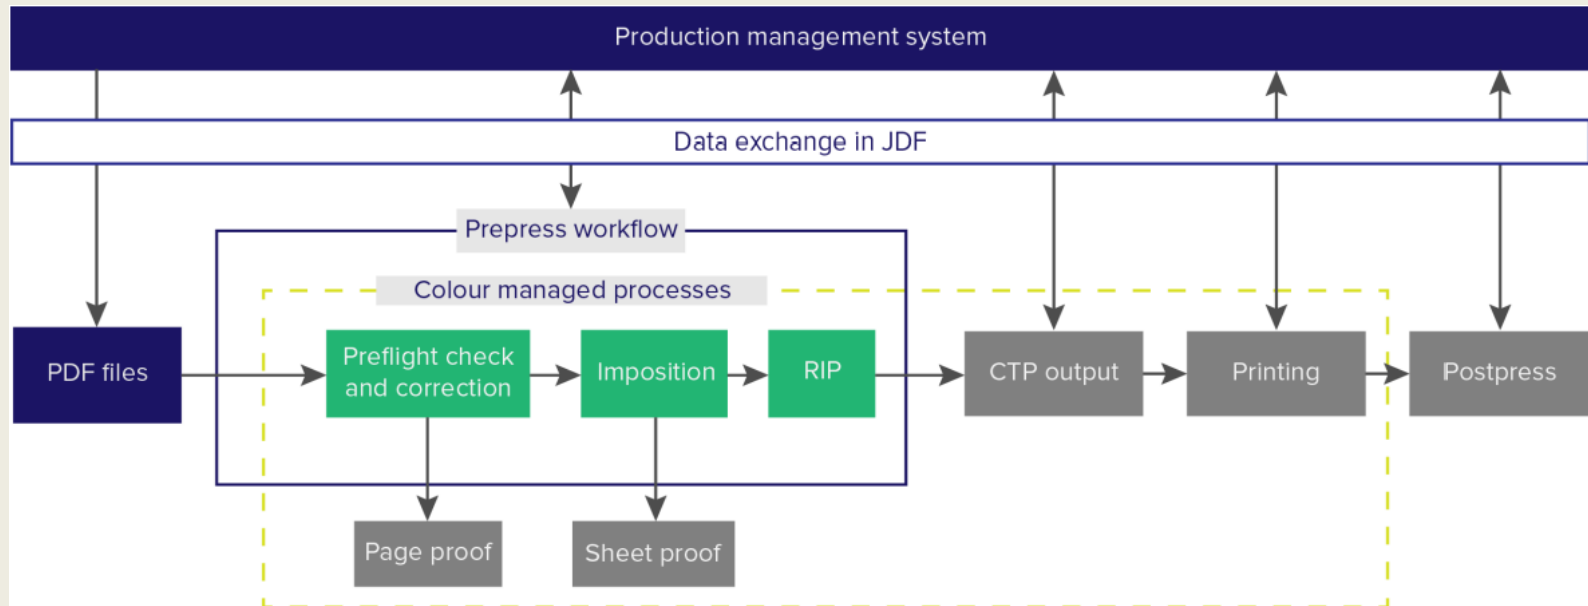 Production management system
Data exchange in JDF
Prepress workflow
Colour managed processes
PDF files
Preflight check
and correction
Imposition
RIP
CTP output
Printing
Postpress
Page proof
Sheet proof